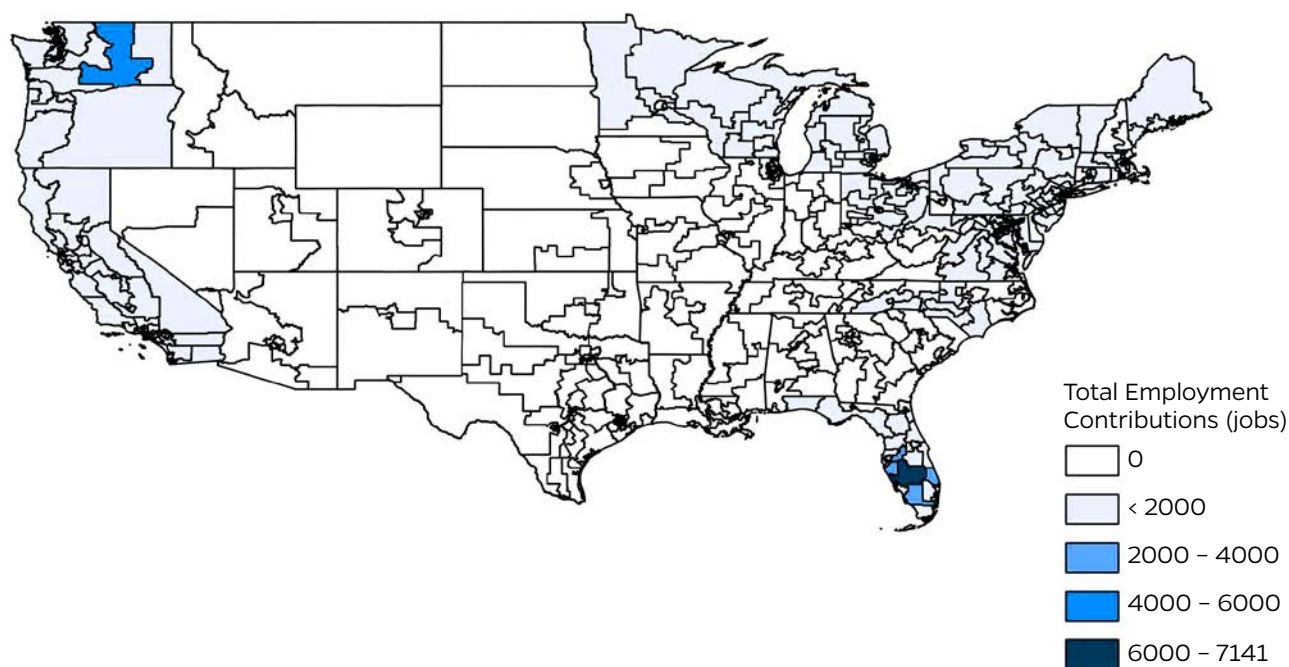 Total Employment
Contributions (jobs)
0
< 2000
2000 – 4000
4000 – 6000
6000 – 7141